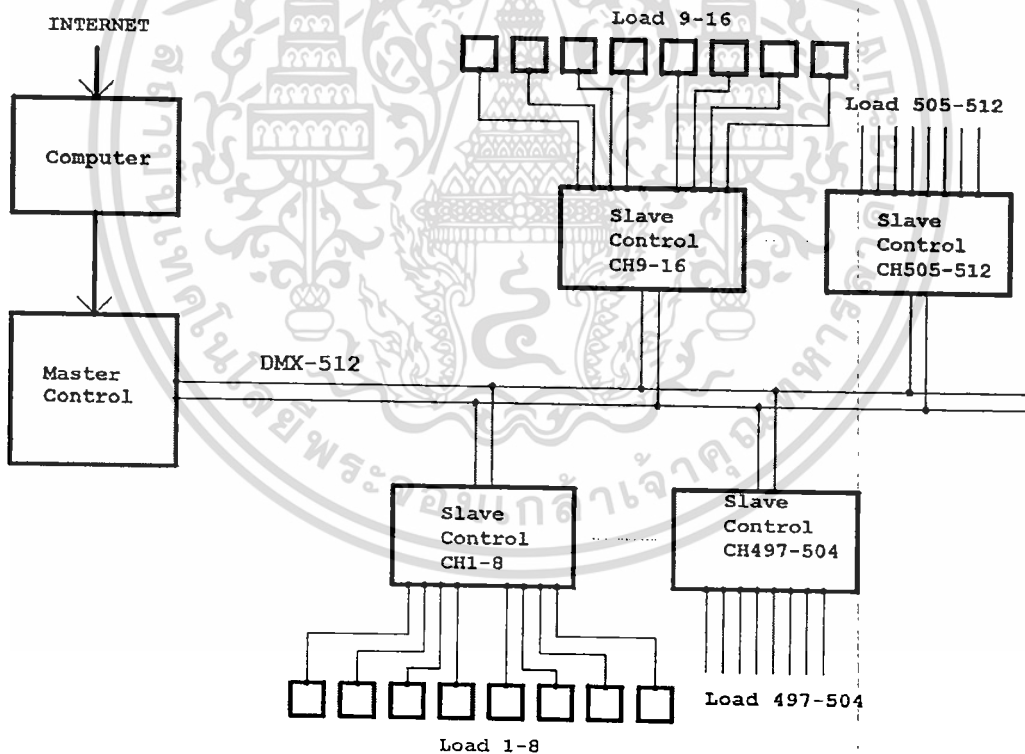 INTERNET
Computer
Master
Control
DMX-512
Load 9-16
Slave
Control
CH9-16
Load 505-512
Slave
Control
CH505-512
Slave
Control
CH1-8
Load 1-8
Slave
Control
CH497-504
Load 497-504